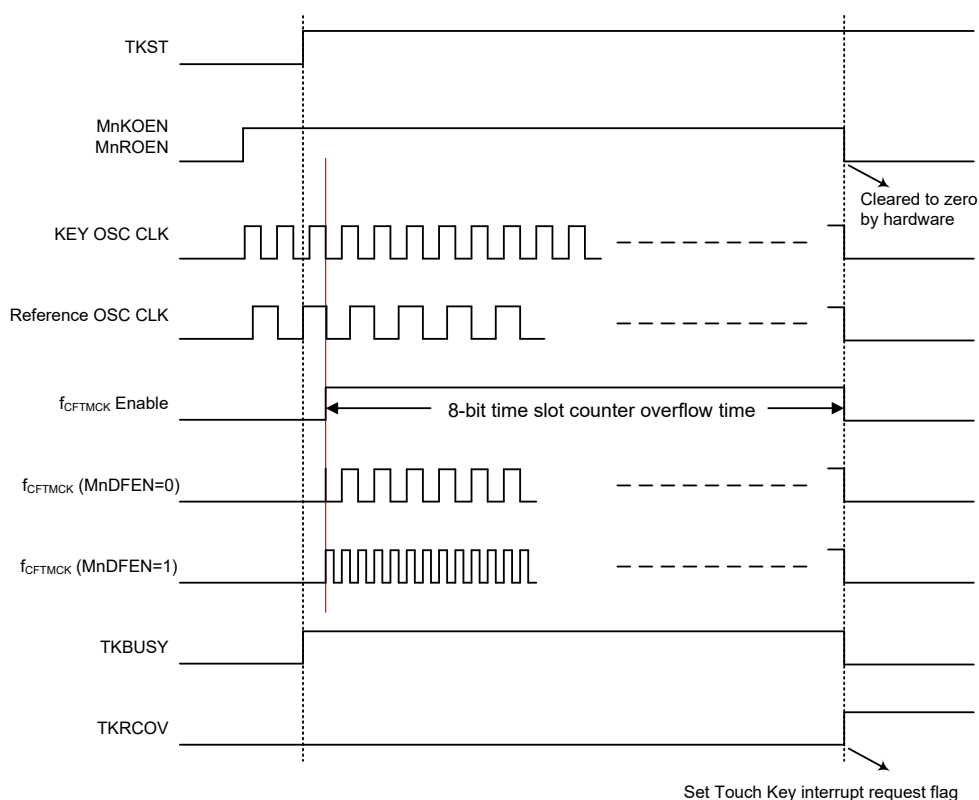 TKST
MnKOEN
MnROEN
Cleared to zero
by hardware
KEY OSC CLK
Reference OSC CLK
fCFTMCK Enable
8-bit time slot counter overflow time
fCFTMCK (MnDFEN=0)
fCFTMCK (MnDFEN=1)
TKBUSY
TKRCOV
Set Touch Key interrupt request flag